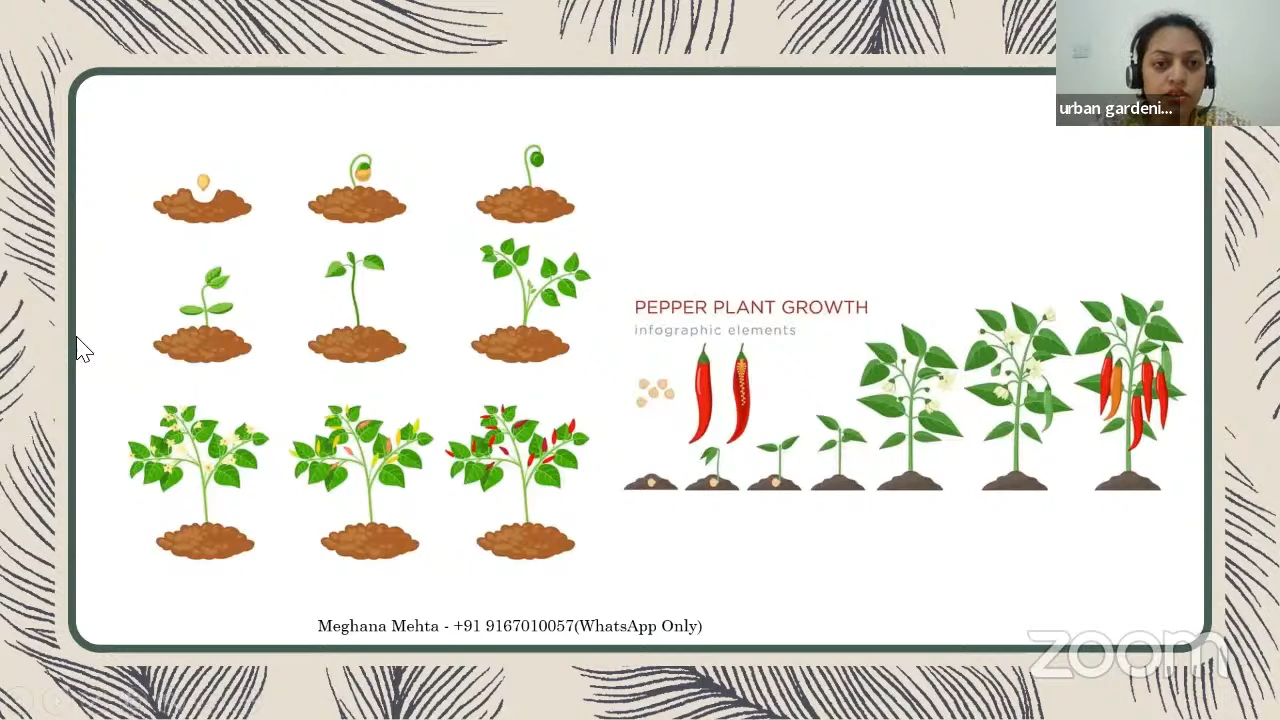 urban gardeni...
PEPPER PLANT GROWTH
infographic elements
Meghana Mehta - +91 9167010057(WhatsApp Only)
zoom